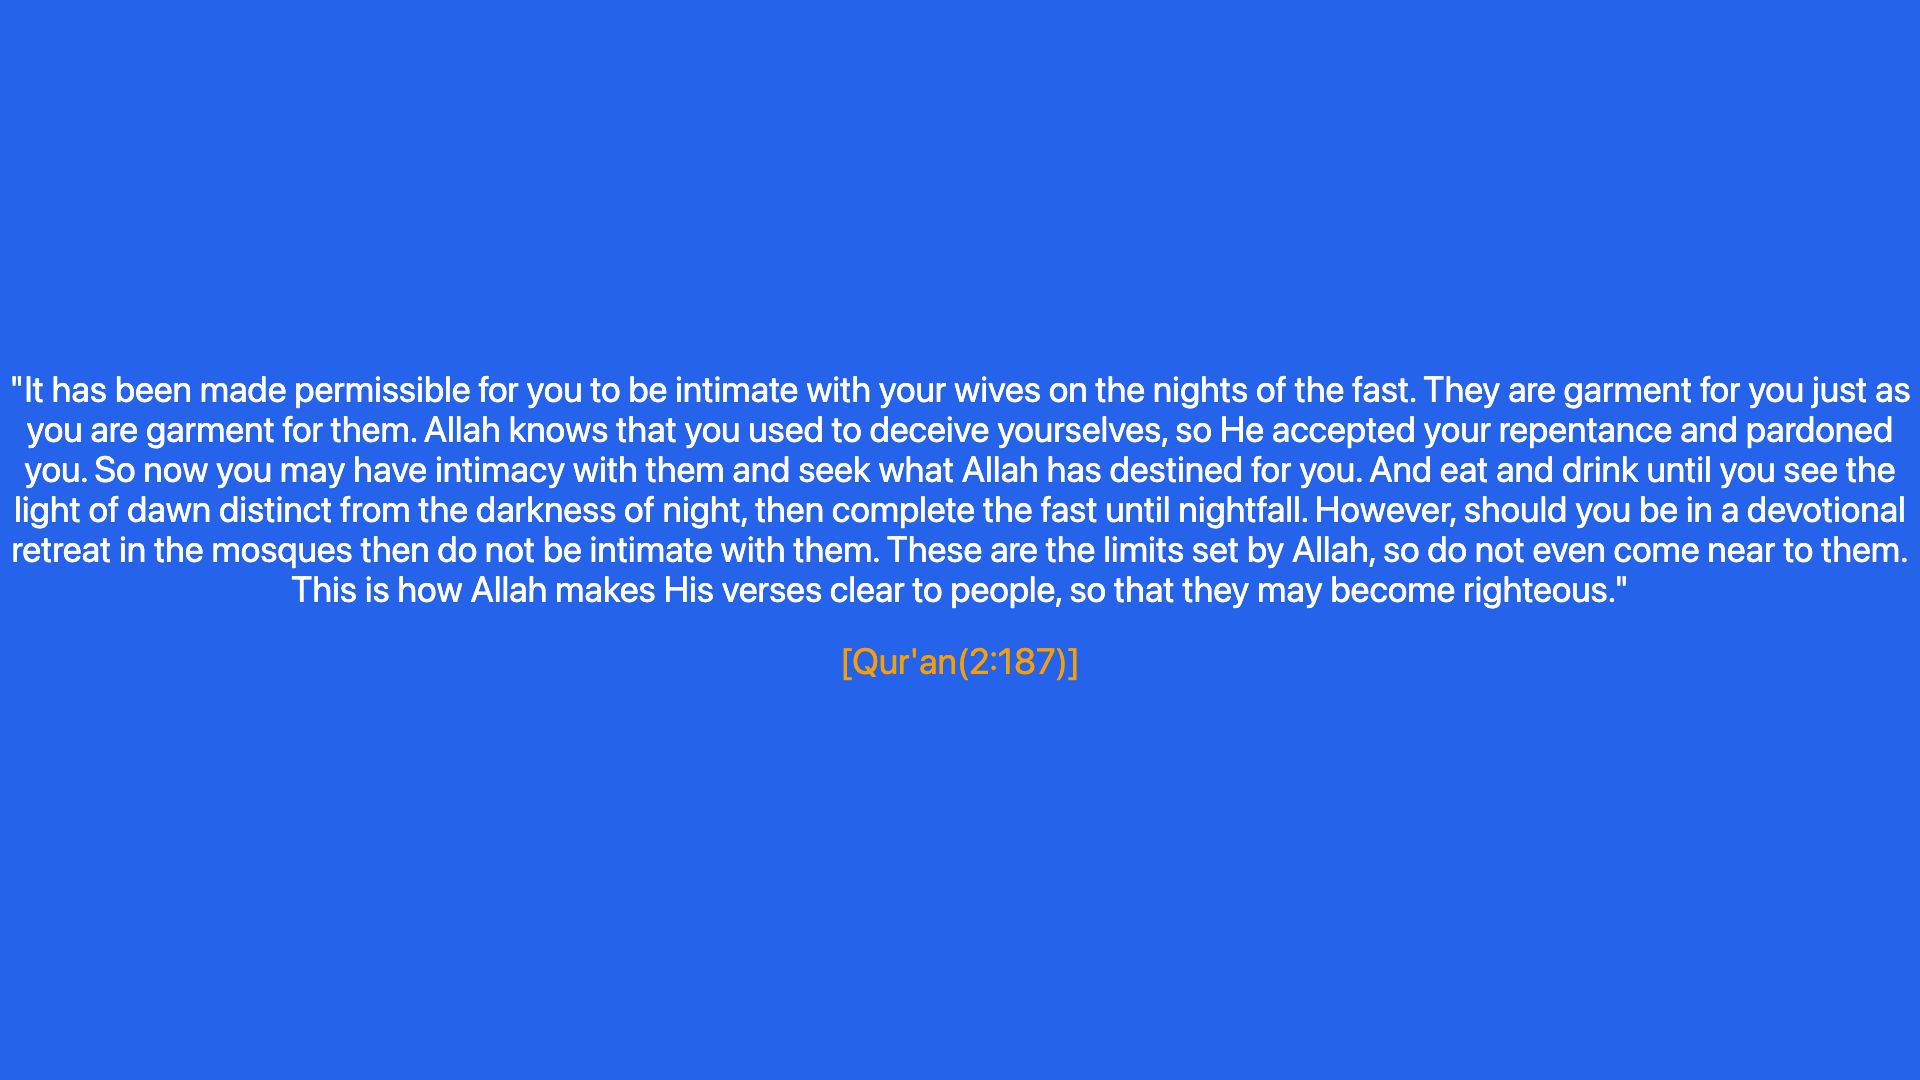 "It has been made permissible for you to be intimate with your wives on the nights of the fast. They are garment for you just as
you are garment for them. Allah knows that you used to deceive yourselves, so He accepted your repentance and pardoned
you. So now you may have intimacy with them and seek what Allah has destined for you. And eat and drink until you see the
light of dawn distinct from the darkness of night, then complete the fast until nightfall. However, should you be in a devotional
retreat in the mosques then do not be intimate with them. These are the limits set by Allah, so do not even come near to them.
This is how Allah makes His verses clear to people, so that they may become righteous."
[Qur'an(2:187)]